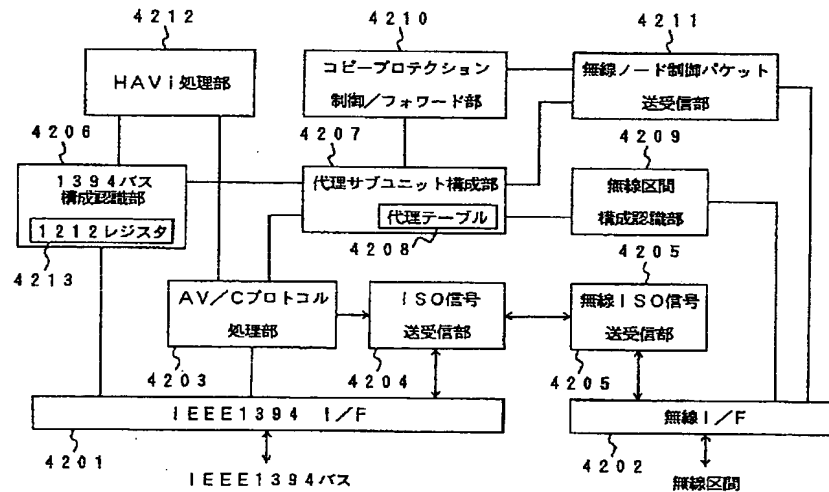 4212
4210
4211
HAVi処理部
コピープロテクション
制御/フォワード部
無線ノード制御パケット
送受信部
4206
4207
4209
1394バス
構成認識部
1212レジスタ
代理サブユニット構成部
代理テーブル
無線区間
構成認識部
4208
4213
4205
AV/Cプロトコル
処理部
ISO信号
送受信部
無線ISO信号
送受信部
4203
4204
4205
IEEE1394 I/F
無線I/F
4201
4202
IEEE1394バス
無線区間